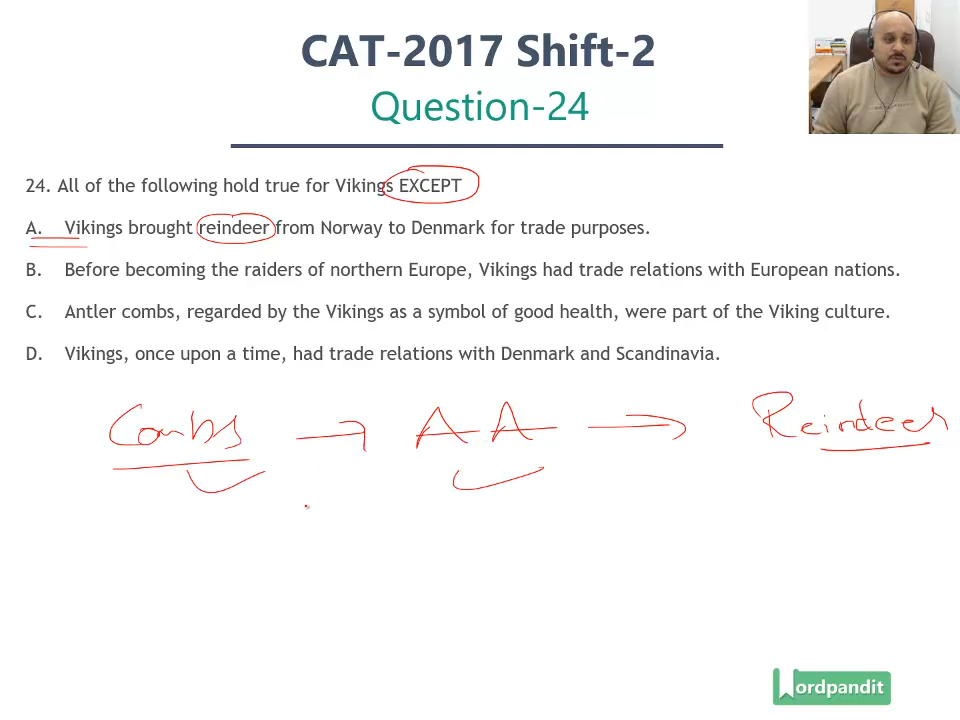 CAT-2017 Shift-2
Question-24
24. All of the following hold true for Vikings EXCEPT
A. Vikings brought reindeer from Norway to Denmark for trade purposes.
B. Before becoming the raiders of northern Europe, Vikings had trade relations with European nations.
C. Antler combs, regarded by the Vikings as a symbol of good health, were part of the Viking culture.
D. Vikings, once upon a time, had trade relations with Denmark and Scandinavia.
Combs → AA → Reindeer
Wordpandit